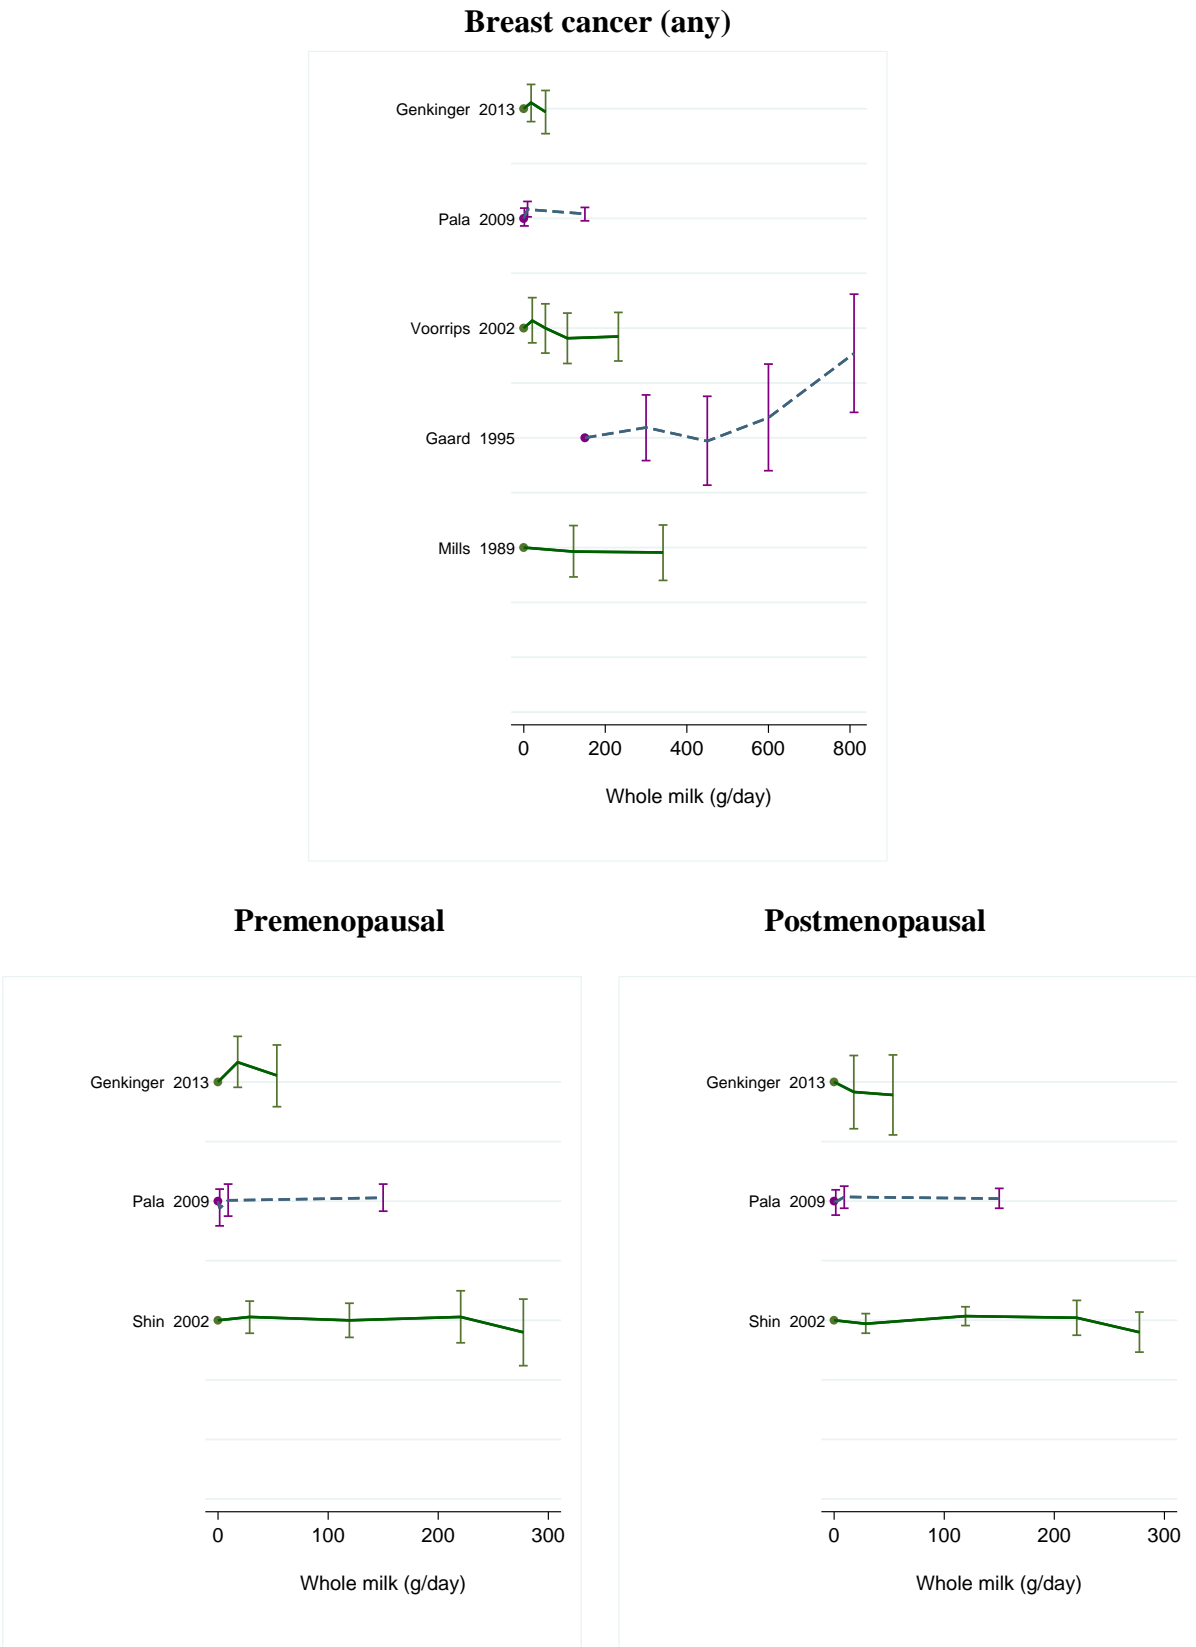 Breast cancer (any)
Genkinger 2013
Pala 2009
Voorrips 2002
Gaard 1995
Mills 1989
0 200 400 600 800
Whole milk (g/day)
Premenopausal
Genkinger 2013
Pala 2009
Shin 2002
0 100 200 300
Whole milk (g/day)
Postmenopausal
Genkinger 2013
Pala 2009
Shin 2002
0 100 200 300
Whole milk (g/day)